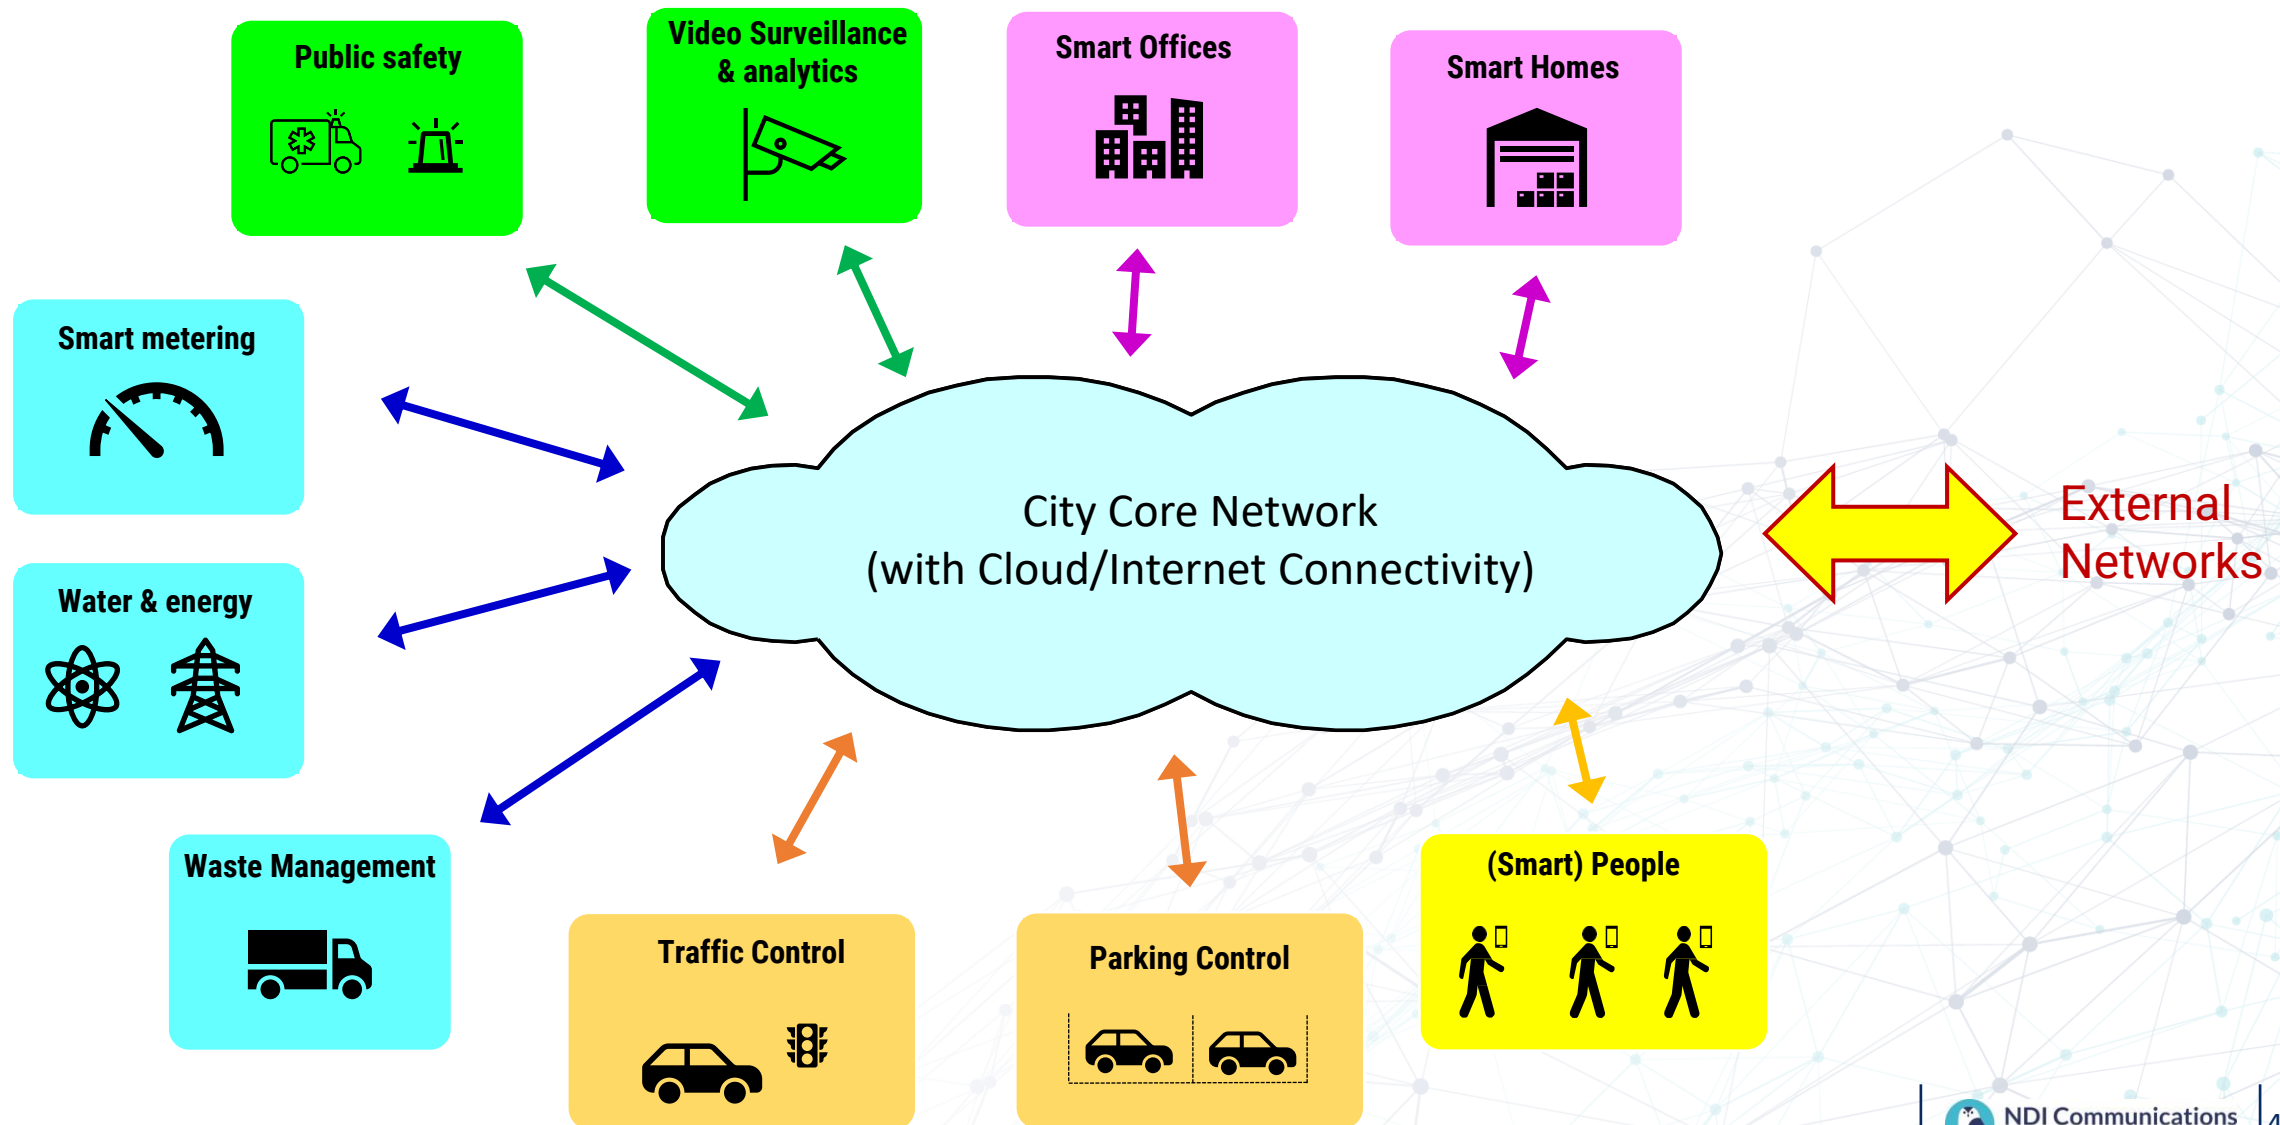 Public safety
Video Surveillance
& analytics
Smart Offices
Smart Homes
Smart metering
City Core Network
(with Cloud/Internet Connectivity)
External
Networks
Water & energy
Waste Management
Traffic Control
Parking Control
(Smart) People
NDI Communications